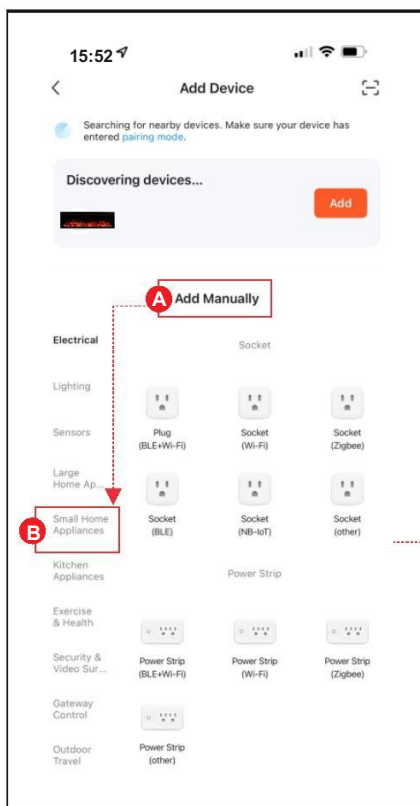 15:52
Add Device
Searching for nearby devices. Make sure your device has
entered pairing mode.
Discovering devices...
Add
A
Add Manually
Electrical
Socket
Lighting
Sensors
Plug
(BLE+Wi-Fi)
Socket
(Wi-Fi)
Socket
(Zigbee)
Large
Home Ap...
B
Small Home
Appliances
Socket
(BLE)
Socket
(NB-IoT)
Socket
(other)
Kitchen
Appliances
Power Strip
Exercise
& Health
Security &
Video Sur...
Power Strip
(BLE+Wi-Fi)
Power Strip
(Wi-Fi)
Power Strip
(Zigbee)
Gateway
Control
Outdoor
Travel
Power Strip
(other)